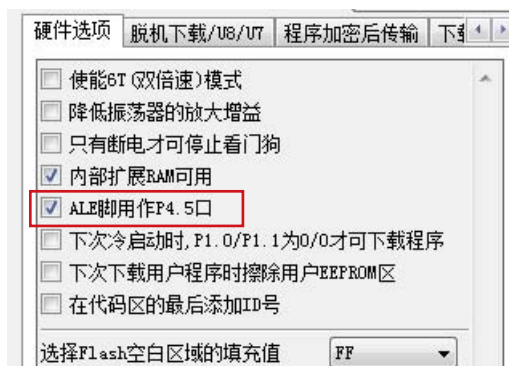 硬件选项 脱机下载/U8/U7 程序加密后传输
使能6T(双倍速)模式
降低振荡器的放大增益
只有断电才可停止看门狗
内部扩展RAM可用
ALE脚用作P4.5口
下次冷启动时,P1.0/P1.1为0/0才可下载程序
下次下载用户程序时擦除用户EEPROM区
在代码区的最后添加ID号
选择Flash空白区域的填充值 FF